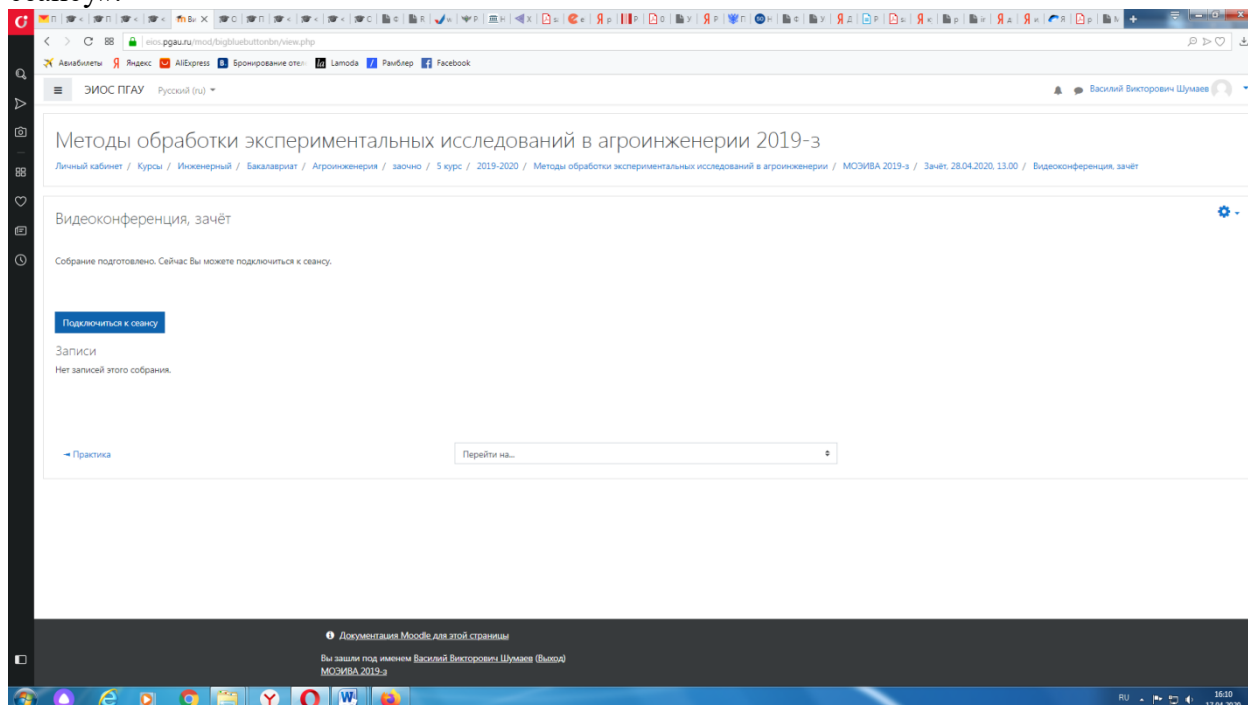 eios.pgau.ru/mod/bigbluebuttonbn/view.php
Авиабилеты Яндекс AliExpress Бронирование отел Lamoda Рамблер Facebook
ЭИОС ПГАУ Русский (ru) Василий Викторович Шумаев
Методы обработки экспериментальных исследований в агроинженерии 2019-з
Личный кабинет / Курсы / Инженерный / Бакалавриат / Агроинженерия / заочно / 5 курс / 2019-2020 / Методы обработки экспериментальных исследований в агроинженерии / МОЭИВА 2019-з / Зачёт, 28.04.2020, 13.00 / Видеоконференция, зачёт
Видеоконференция, зачёт
Собрание подготовлено. Сейчас Вы можете подключиться к сеансу.
Подключиться к сеансу
Записи
Нет записей этого собрания.
◄ Практика Перейти на...
Документация Moodle для этой страницы
Вы зашли под именем Василий Викторович Шумаев (Выход)
МОЭИВА 2019-з
RU 16:10
17.04.2020